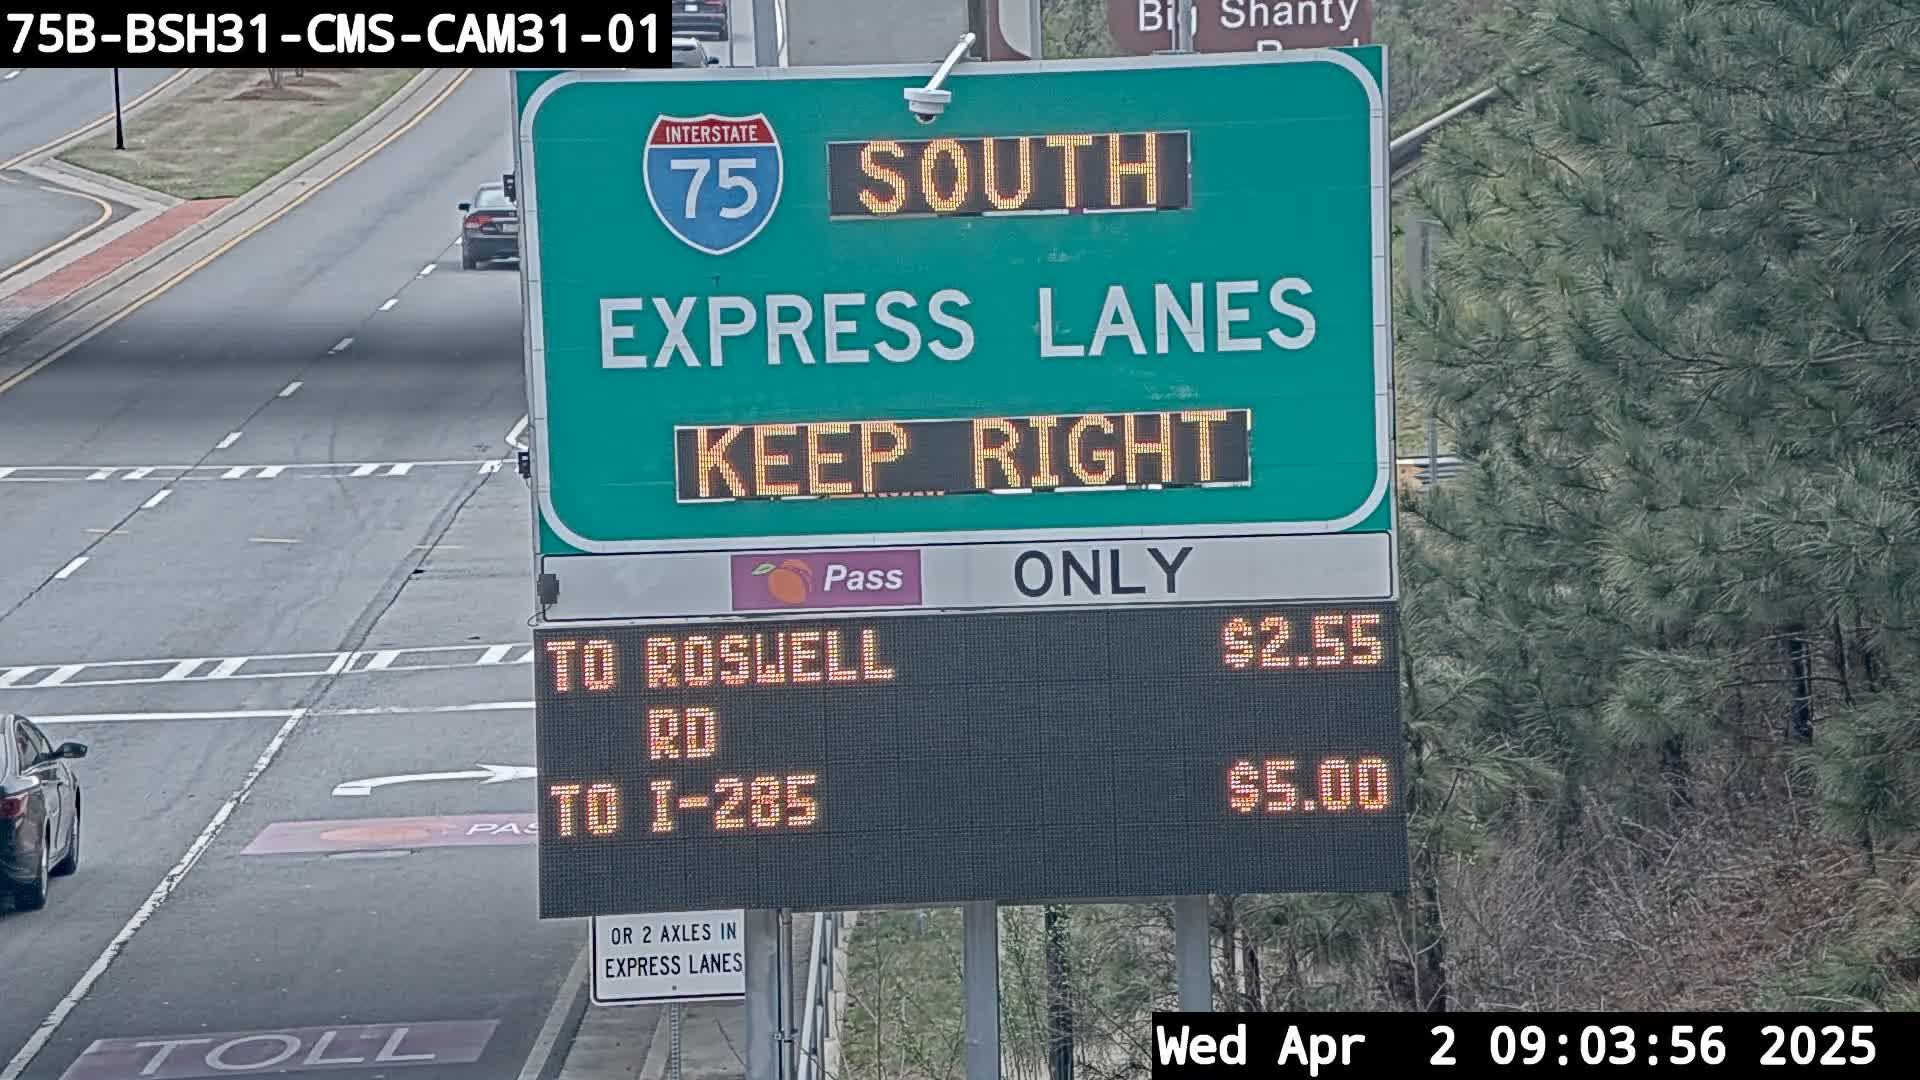 75B-BSH31-CMS-CAM31-01
Big Shanty
INTERSTATE
75
SOUTH
EXPRESS LANES
KEEP RIGHT
Pass ONLY
TO ROSWELL $2.55
RD
TO I-285 $5.00
PAS
OR 2 AXLES IN
EXPRESS LANES
TOLL
Wed Apr 2 09:03:56 2025